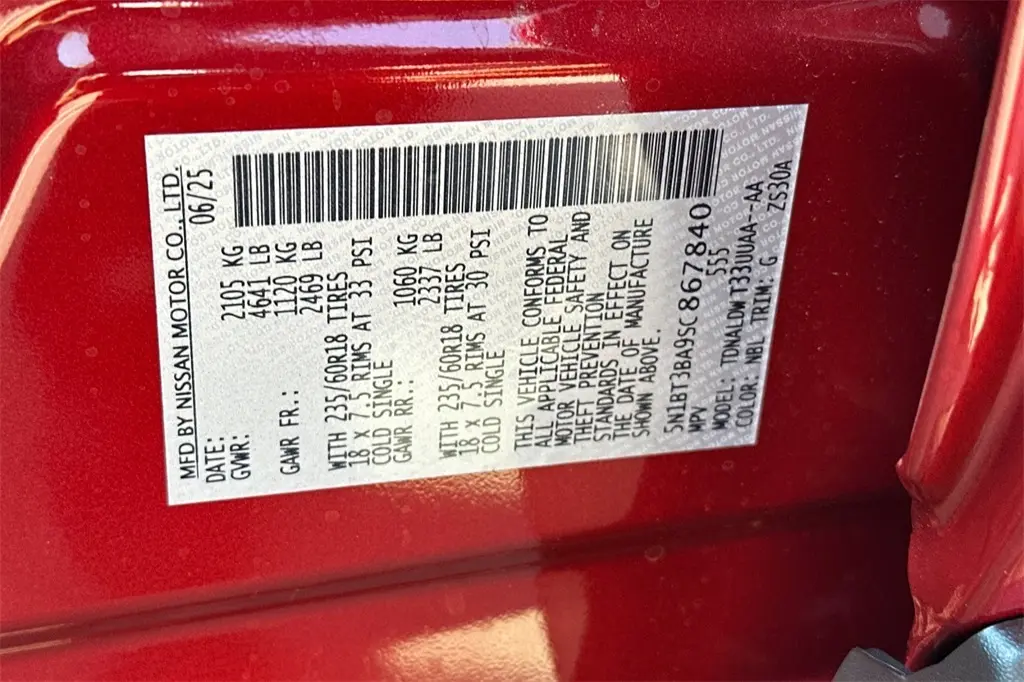 MFD BY NISSAN MOTOR CO., LTD.
DATE: 06/25
GVWR: 2105 KG
4641 LB
GAWR FR.: 1120 KG
2469 LB
WITH 235/60R18 TIRES
18 X 7.5 RIMS AT 33 PSI
COLD SINGLE
GAWR RR.: 1060 KG
2337 LB
WITH 235/60R18 TIRES
18 X 7.5 RIMS AT 30 PSI
COLD SINGLE
THIS VEHICLE CONFORMS TO
ALL APPLICABLE FEDERAL
MOTOR VEHICLE SAFETY AND
THEFT PREVENTION
STANDARDS IN EFFECT ON
THE DATE OF MANUFACTURE
SHOWN ABOVE.
5N1BT3BA9SC867840
MPV 555
MODEL: TDNALDWT33UUAA--AA
COLOR: NBL TRIM: G ZS30A